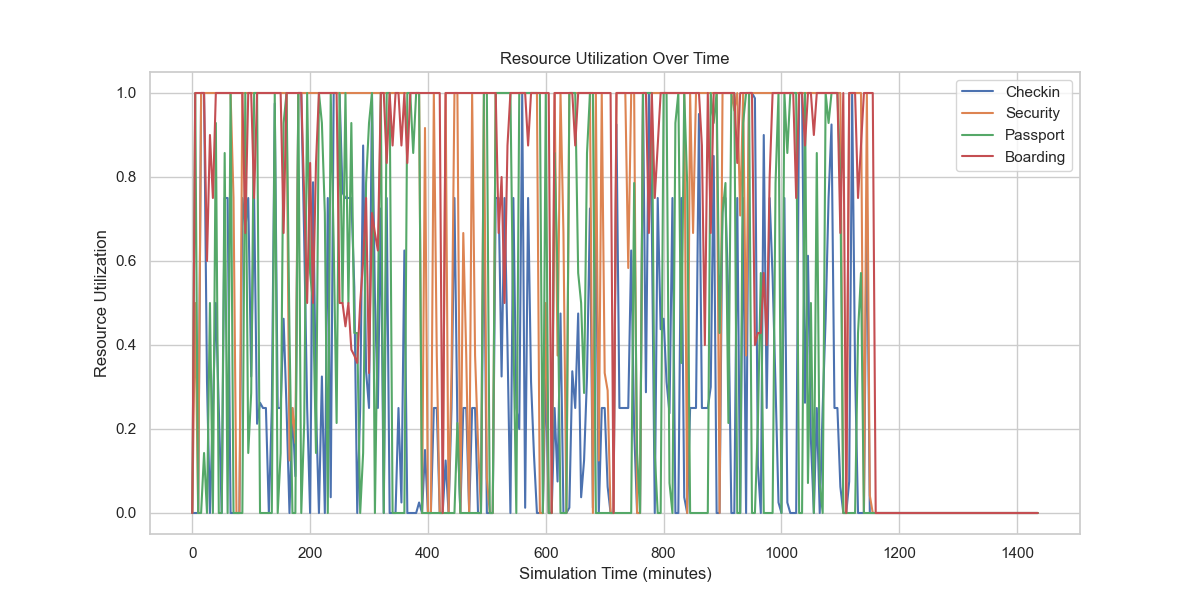 Resource Utilization Over Time
Resource Utilization
1.0
0.8
0.6
0.4
0.2
0.0
Checkin
Security
Passport
Boarding
0 200 400 600 800 1000 1200 1400
Simulation Time (minutes)